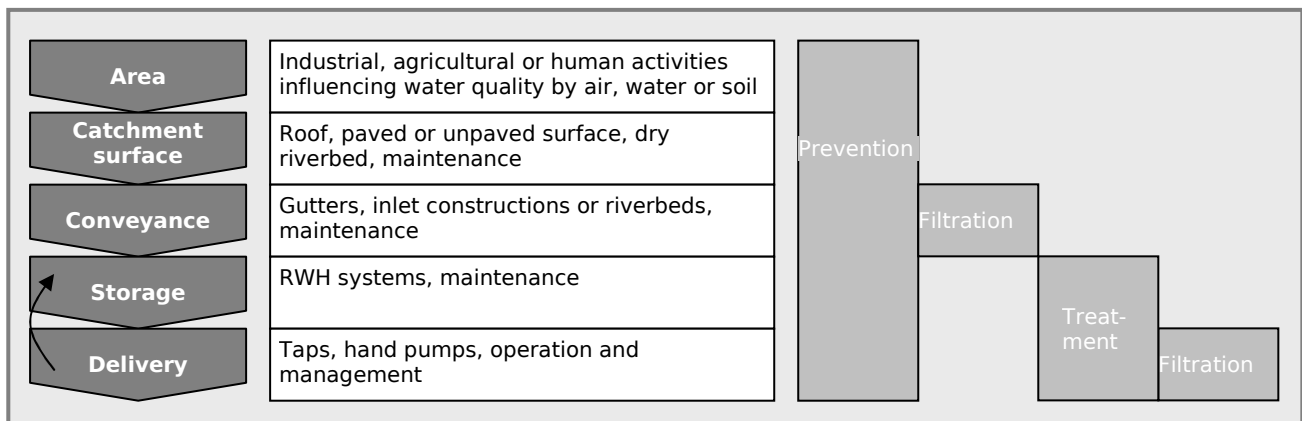 Area
Industrial, agricultural or human activities
influencing water quality by air, water or soil
Catchment
surface
Roof, paved or unpaved surface, dry
riverbed, maintenance
Prevention
Conveyance
Gutters, inlet constructions or riverbeds,
maintenance
Filtration
Storage
RWH systems, maintenance
Treat-
ment
Delivery
Taps, hand pumps, operation and
management
Filtration